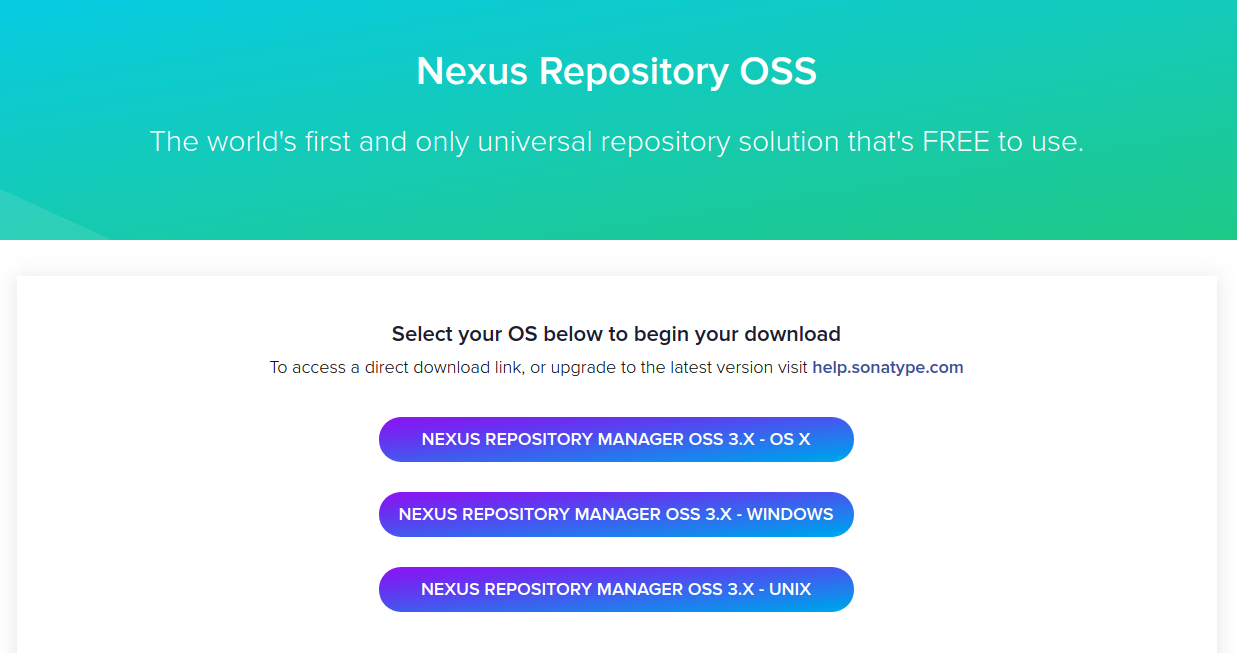 Nexus Repository OSS
The world's first and only universal repository solution that's FREE to use.
Select your OS below to begin your download
To access a direct download link, or upgrade to the latest version visit help.sonatype.com
NEXUS REPOSITORY MANAGER OSS 3.X - OS X
NEXUS REPOSITORY MANAGER OSS 3.X - WINDOWS
NEXUS REPOSITORY MANAGER OSS 3.X - UNIX